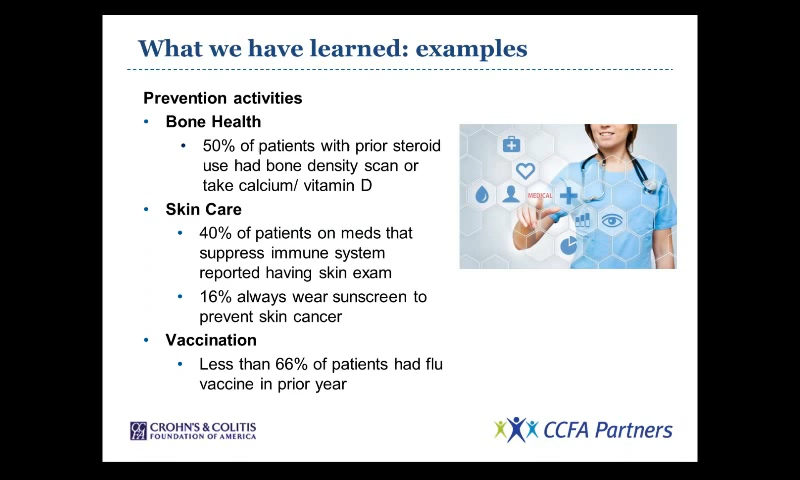 What we have learned: examples
Prevention activities
• Bone Health
• 50% of patients with prior steroid
use had bone density scan or
take calcium/ vitamin D
• Skin Care
• 40% of patients on meds that
suppress immune system
reported having skin exam
• 16% always wear sunscreen to
prevent skin cancer
• Vaccination
• Less than 66% of patients had flu
vaccine in prior year
MEDICAL
CROHN'S & COLITIS
FOUNDATION OF AMERICA
CCFA Partners